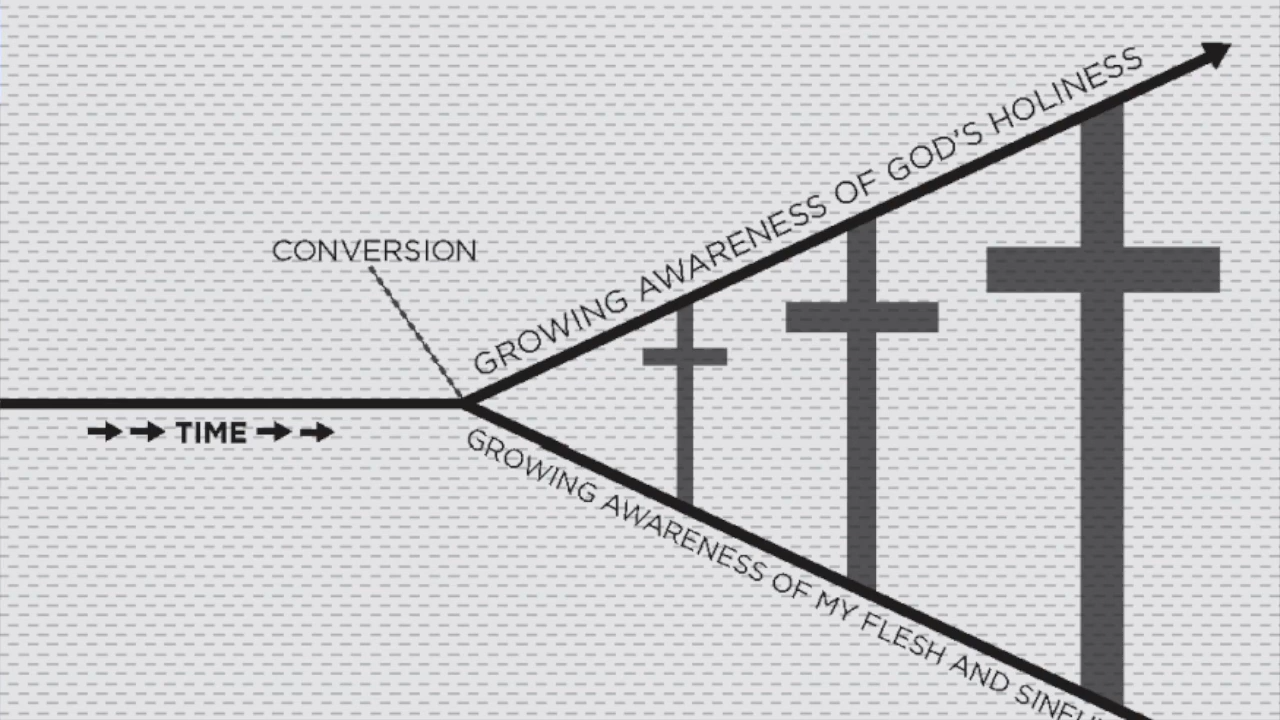 CONVERSION
GROWING AWARENESS OF GOD'S HOLINESS
TIME
GROWING AWARENESS OF MY FLESH AND